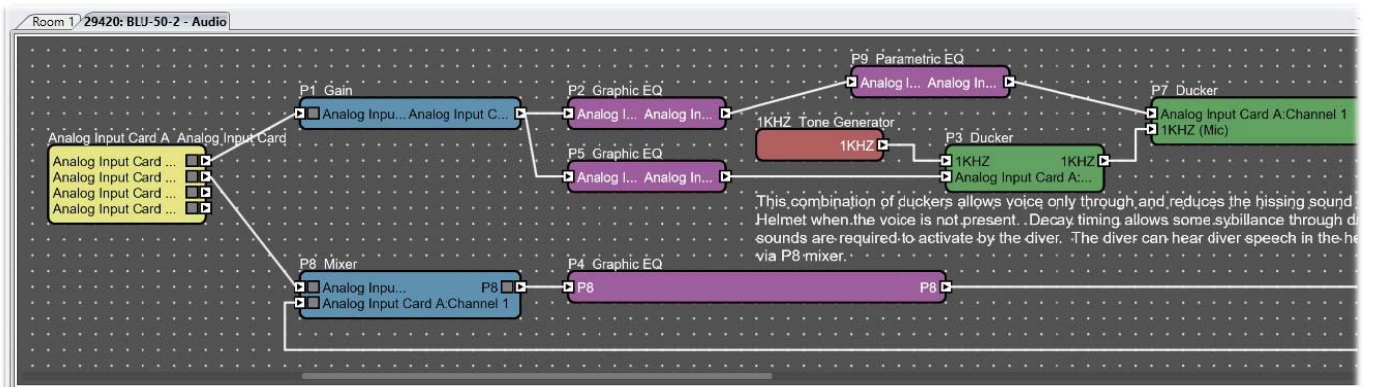 Room 1
29420: BLU-50-2 - Audio
P9 Parametric EQ
Analog I... Analog In...
P1 Gain
Analog Inpu... Analog Input C...
P2 Graphic EQ
Analog I... Analog In...
P7 Ducker
Analog Input Card A:Channel 1
1KHZ (Mic)
1KHZ Tone Generator
1KHZ
Analog Input Card A Analog Input Card
Analog Input Card ...
Analog Input Card ...
Analog Input Card ...
Analog Input Card ...
P5 Graphic EQ
Analog I... Analog In...
P3 Ducker
1KHZ 1KHZ
Analog Input Card A:...
This combination of duckers allows voice only through and reduces the hissing sound
Helmet when the voice is not present. Decay timing allows some sybillance through
sounds are required to activate by the diver. The diver can hear diver speech in the
via P8 mixer.
P8 Mixer
Analog Inpu... P8
Analog Input Card A:Channel 1
P4 Graphic EQ
P8 P8